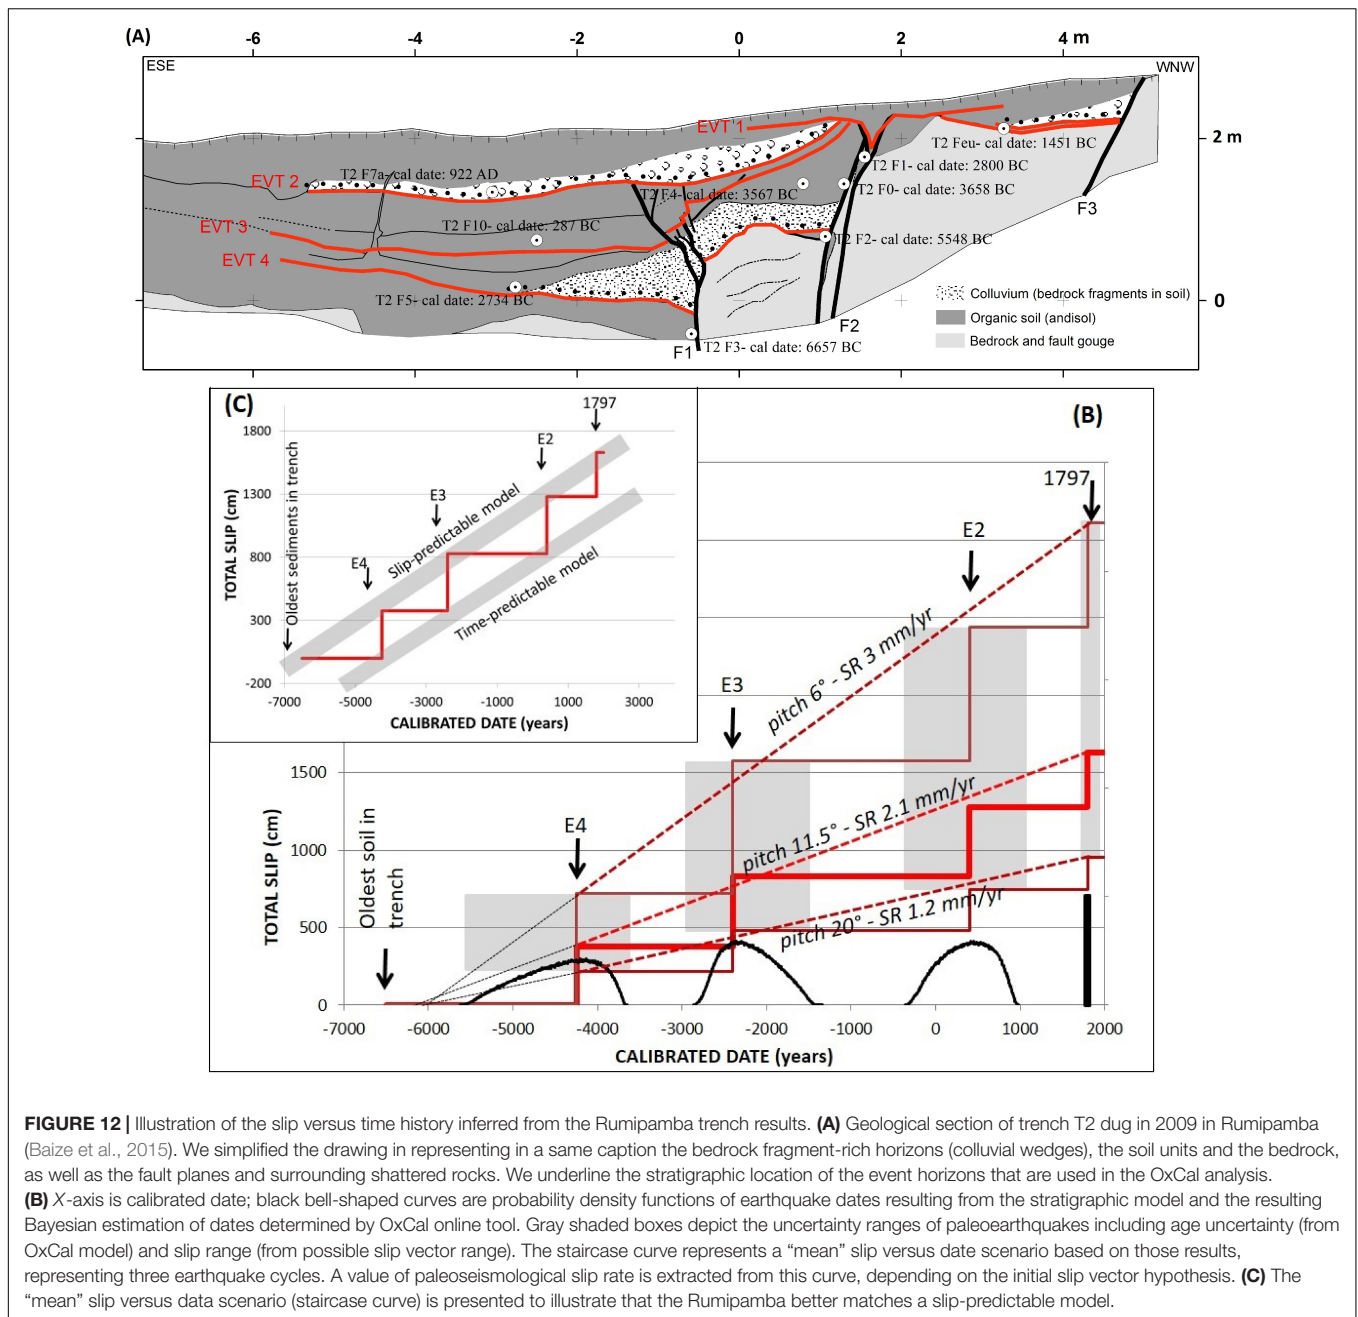 (A)
-6 -4 -2 0 2 4 m
ESE
WNW
EVT 1
2 m
T2 Feu- cal date: 1451 BC
T2 F1- cal date: 2800 BC
T2 F7a- cal date: 922 AD
EVT 2
T2 F4- cal date: 3567 BC
T2 F0- cal date: 3658 BC
F3
EVT 3
T2 F10- cal date: 287 BC
T2 F2- cal date: 5548 BC
EVT 4
T2 F5- cal date: 2734 BC
Colluvium (bedrock fragments in soil)
0
Organic soil (andisol)
F2
Bedrock and fault gouge
F1
T2 F3- cal date: 6657 BC
(C)
1797
1800
E2
1300
E3
800
E4
300
-200
TOTAL SLIP (cm)
Oldest sediments in trench
Slip-predictable model
Time-predictable model
-7000 -5000 -3000 -1000 1000 3000
CALIBRATED DATE (years)
(B)
1797
E2
E3
E4
pitch 6° - SR 3 mm/yr
pitch 11.5° - SR 2.1 mm/yr
pitch 20° - SR 1.2 mm/yr
Oldest soil in
trench
TOTAL SLIP (cm)
1500
1000
500
0
-7000 -6000 -5000 -4000 -3000 -2000 -1000 0 1000 2000
CALIBRATED DATE (years)
FIGURE 12 | Illustration of the slip versus time history inferred from the Rumipamba trench results. (A) Geological section of trench T2 dug in 2009 in Rumipamba
(Baize et al., 2015). We simplified the drawing in representing in a same caption the bedrock fragment-rich horizons (colluvial wedges), the soil units and the bedrock,
as well as the fault planes and surrounding shattered rocks. We underline the stratigraphic location of the event horizons that are used in the OxCal analysis.
(B) X-axis is calibrated date; black bell-shaped curves are probability density functions of earthquake dates resulting from the stratigraphic model and the resulting
Bayesian estimation of dates determined by OxCal online tool. Gray shaded boxes depict the uncertainty ranges of paleoearthquakes including age uncertainty (from
OxCal model) and slip range (from possible slip vector range). The staircase curve represents a “mean” slip versus date scenario based on those results,
representing three earthquake cycles. A value of paleoseismological slip rate is extracted from this curve, depending on the initial slip vector hypothesis. (C) The
“mean” slip versus data scenario (staircase curve) is presented to illustrate that the Rumipamba better matches a slip-predictable model.